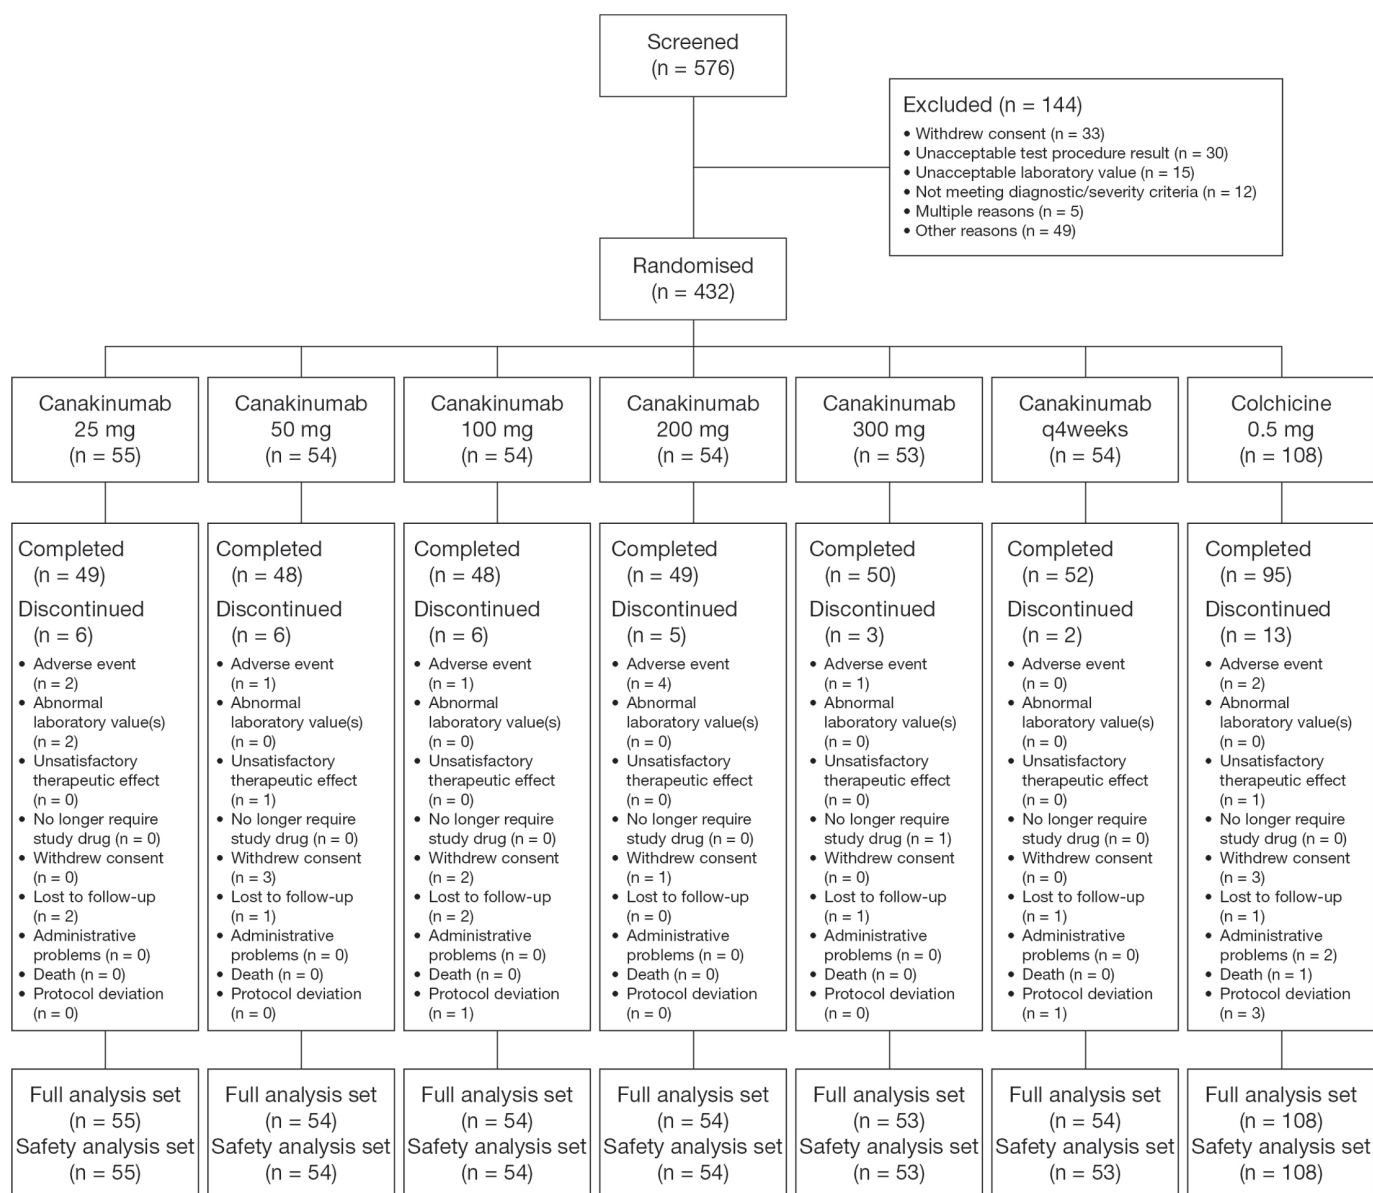 Screened
(n = 576)
Excluded (n = 144)
• Withdrew consent (n = 33)
• Unacceptable test procedure result (n = 30)
• Unacceptable laboratory value (n = 15)
• Not meeting diagnostic/severity criteria (n = 12)
• Multiple reasons (n = 5)
• Other reasons (n = 49)
Randomised
(n = 432)
Canakinumab
25 mg
(n = 55)
Canakinumab
50 mg
(n = 54)
Canakinumab
100 mg
(n = 54)
Canakinumab
200 mg
(n = 54)
Canakinumab
300 mg
(n = 53)
Canakinumab
q4weeks
(n = 54)
Colchicine
0.5 mg
(n = 108)
Completed
(n = 49)
Discontinued
(n = 6)
• Adverse event
(n = 2)
• Abnormal
laboratory value(s)
(n = 2)
• Unsatisfactory
therapeutic effect
(n = 0)
• No longer require
study drug (n = 0)
• Withdrew consent
(n = 0)
• Lost to follow-up
(n = 2)
• Administrative
problems (n = 0)
• Death (n = 0)
• Protocol deviation
(n = 0)
Completed
(n = 48)
Discontinued
(n = 6)
• Adverse event
(n = 1)
• Abnormal
laboratory value(s)
(n = 0)
• Unsatisfactory
therapeutic effect
(n = 1)
• No longer require
study drug (n = 0)
• Withdrew consent
(n = 3)
• Lost to follow-up
(n = 1)
• Administrative
problems (n = 0)
• Death (n = 0)
• Protocol deviation
(n = 0)
Completed
(n = 48)
Discontinued
(n = 6)
• Adverse event
(n = 1)
• Abnormal
laboratory value(s)
(n = 0)
• Unsatisfactory
therapeutic effect
(n = 0)
• No longer require
study drug (n = 0)
• Withdrew consent
(n = 2)
• Lost to follow-up
(n = 2)
• Administrative
problems (n = 0)
• Death (n = 0)
• Protocol deviation
(n = 1)
Completed
(n = 49)
Discontinued
(n = 5)
• Adverse event
(n = 4)
• Abnormal
laboratory value(s)
(n = 0)
• Unsatisfactory
therapeutic effect
(n = 0)
• No longer require
study drug (n = 0)
• Withdrew consent
(n = 1)
• Lost to follow-up
(n = 0)
• Administrative
problems (n = 0)
• Death (n = 0)
• Protocol deviation
(n = 0)
Completed
(n = 50)
Discontinued
(n = 3)
• Adverse event
(n = 1)
• Abnormal
laboratory value(s)
(n = 0)
• Unsatisfactory
therapeutic effect
(n = 0)
• No longer require
study drug (n = 1)
• Withdrew consent
(n = 0)
• Lost to follow-up
(n = 1)
• Administrative
problems (n = 0)
• Death (n = 0)
• Protocol deviation
(n = 0)
Completed
(n = 52)
Discontinued
(n = 2)
• Adverse event
(n = 0)
• Abnormal
laboratory value(s)
(n = 0)
• Unsatisfactory
therapeutic effect
(n = 0)
• No longer require
study drug (n = 0)
• Withdrew consent
(n = 0)
• Lost to follow-up
(n = 1)
• Administrative
problems (n = 0)
• Death (n = 0)
• Protocol deviation
(n = 1)
Completed
(n = 95)
Discontinued
(n = 13)
• Adverse event
(n = 2)
• Abnormal
laboratory value(s)
(n = 0)
• Unsatisfactory
therapeutic effect
(n = 1)
• No longer require
study drug (n = 0)
• Withdrew consent
(n = 3)
• Lost to follow-up
(n = 1)
• Administrative
problems (n = 2)
• Death (n = 1)
• Protocol deviation
(n = 3)
Full analysis set
(n = 55)
Safety analysis set
(n = 55)
Full analysis set
(n = 54)
Safety analysis set
(n = 54)
Full analysis set
(n = 54)
Safety analysis set
(n = 54)
Full analysis set
(n = 54)
Safety analysis set
(n = 54)
Full analysis set
(n = 53)
Safety analysis set
(n = 53)
Full analysis set
(n = 54)
Safety analysis set
(n = 53)
Full analysis set
(n = 108)
Safety analysis set
(n = 108)